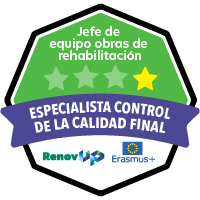 Jefe de
equipo obras de
rehabilitación
ESPECIALISTA CONTROL
DE LA CALIDAD FINAL
RenovUp
Erasmus+